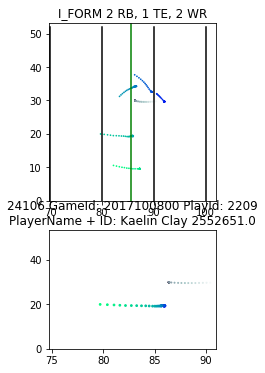 I_FORM 2 RB, 1 TE, 2 WR
50
40
30
20
10
0
70 80 90 100
24106 GameId: 2017100800 PlayId: 2209
PlayerName + ID: Kaelin Clay 2552651.0
40
20
0
75 80 85 90